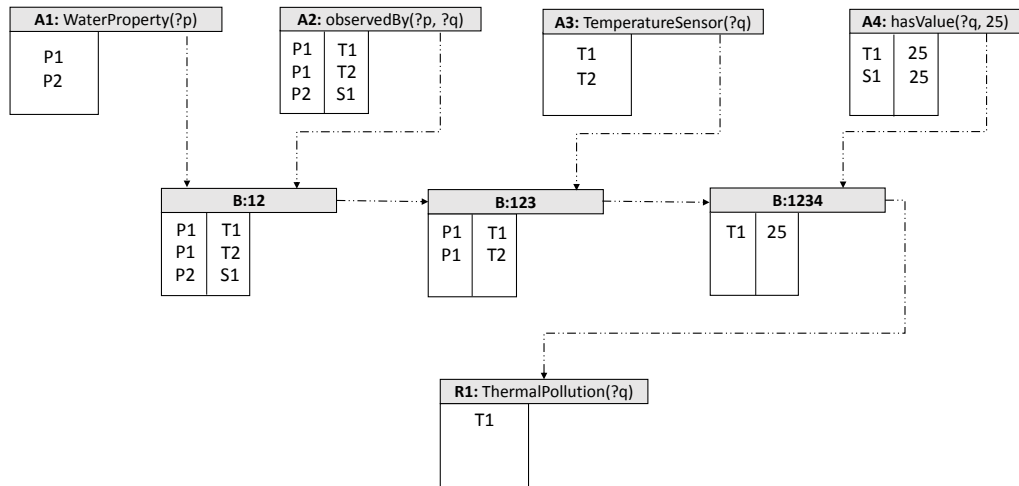 A1: WaterProperty(?p)
P1
P2
A2: observedBy(?p, ?q)
P1 T1
P1 T2
P2 S1
A3: TemperatureSensor(?q)
T1
T2
A4: hasValue(?q, 25)
T1 25
S1 25
B:12
P1 T1
P1 T2
P2 S1
B:123
P1 T1
P1 T2
B:1234
T1 25
R1: ThermalPollution(?q)
T1